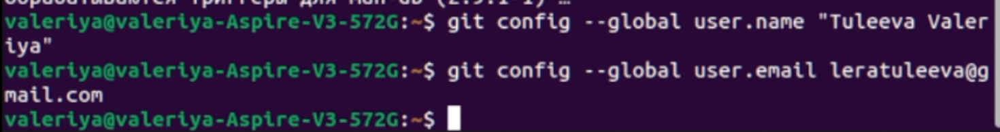 обрабатываются триггеры для man-db (2.9.1-1) …
valeriya@valeriya-Aspire-V3-572G:~$ git config --global user.name "Tuleeva Valer
iya"
valeriya@valeriya-Aspire-V3-572G:~$ git config --global user.email leratuleeva@g
mail.com
valeriya@valeriya-Aspire-V3-572G:~$